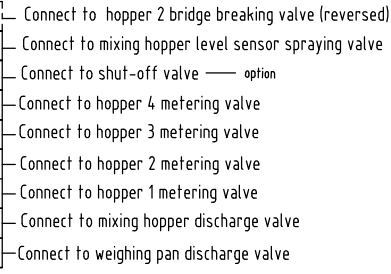 Connect to hopper 2 bridge breaking valve (reversed)
Connect to mixing hopper level sensor spraying valve
Connect to shut-off valve —— option
Connect to hopper 4 metering valve
Connect to hopper 3 metering valve
Connect to hopper 2 metering valve
Connect to hopper 1 metering valve
Connect to mixing hopper discharge valve
Connect to weighing pan discharge valve